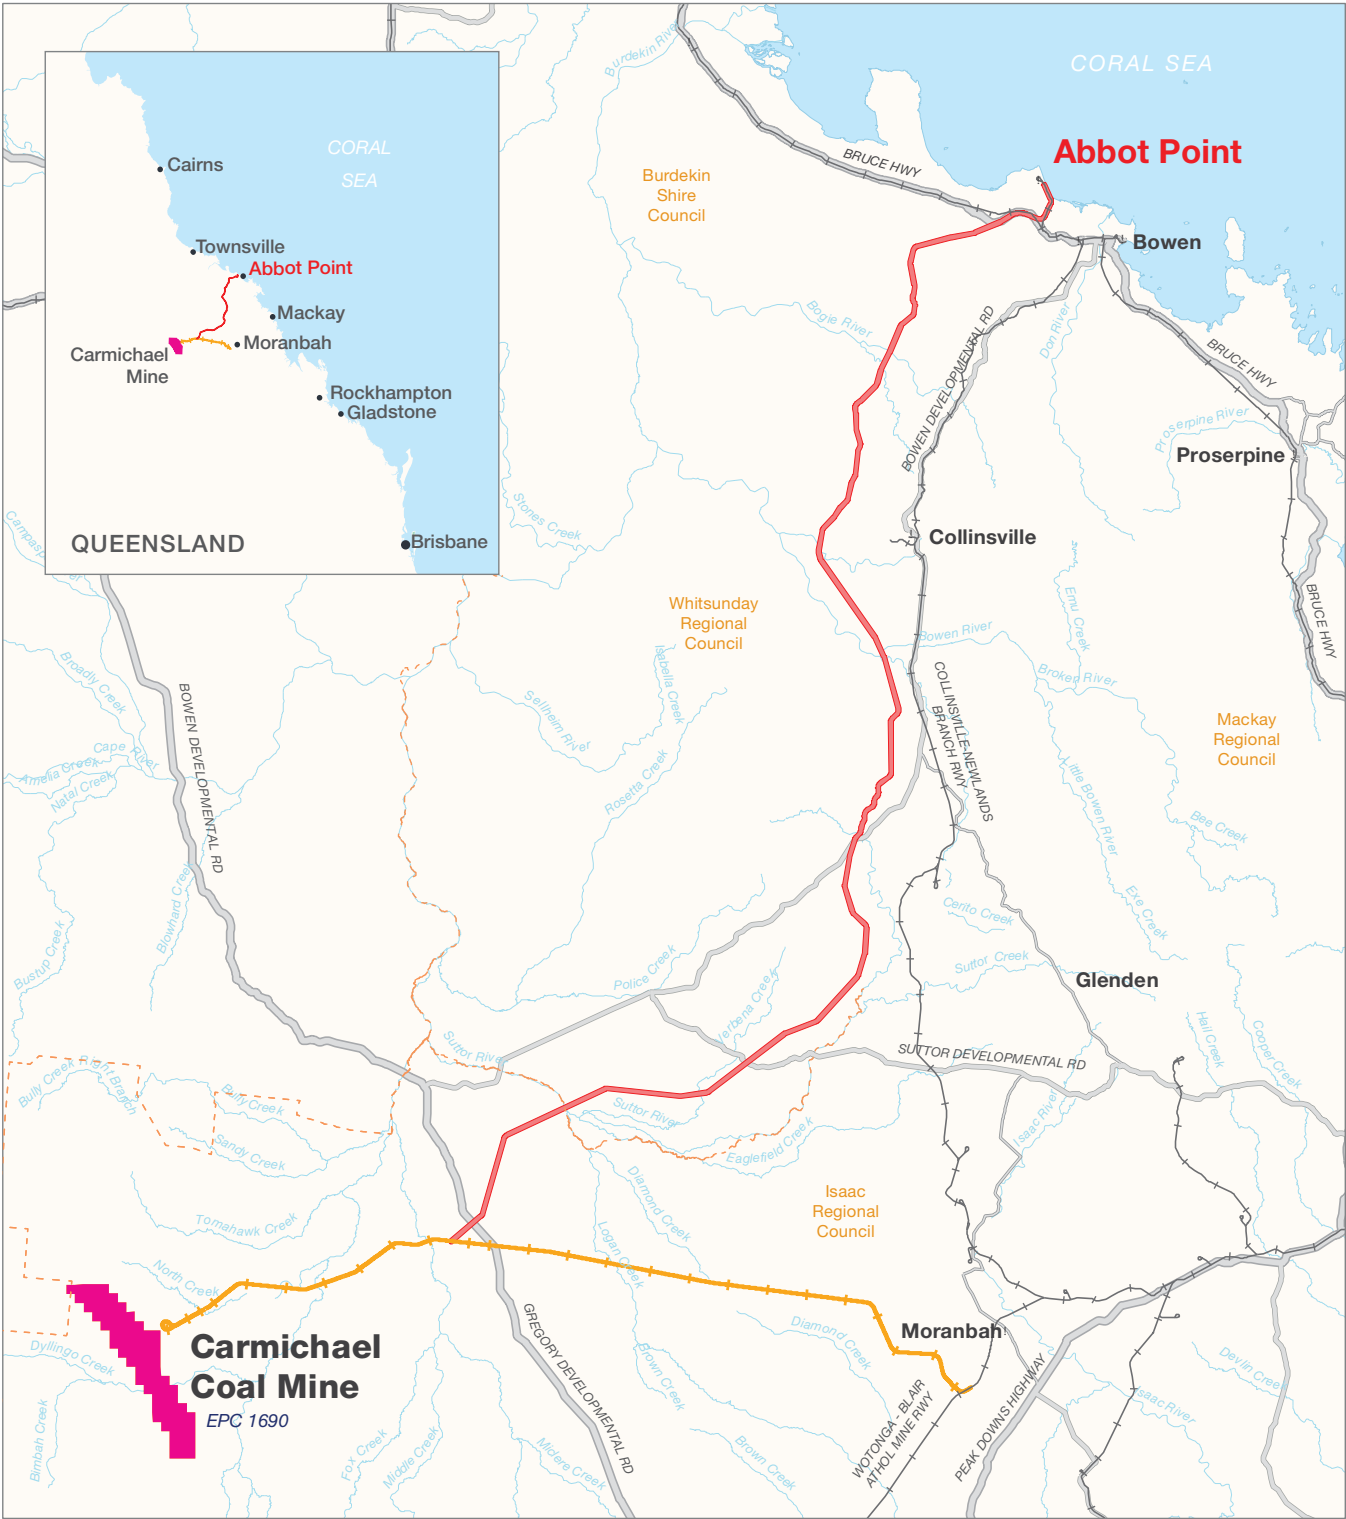 CORAL SEA
Burdekin River
Abbot Point
BRUCE HWY
Burdekin
Shire
Council
Bowen
CORAL
SEA
Cairns
Townsville
Abbot Point
Mackay
Moranbah
Carmichael
Mine
Rockhampton
Gladstone
QUEENSLAND
Brisbane
Bogie River
Don River
BOWEN DEVELOPMENTAL RD
BRUCE HWY
Proserpine River
Proserpine
Stones Creek
Collinsville
Whitsunday
Regional
Council
Emu Creek
BRUCE HWY
Bowen River
Broken River
Isabella Creek
Sellheim River
Rosetta Creek
COLLINSVILLE-NEWLANDS
BRANCH RWY
Mackay
Regional
Council
Broadly Creek
BOWEN DEVELOPMENTAL RD
Cape River
Amelia Creek
Natal Creek
Little Bowen River
Bee Creek
Blowhard Creek
Bustup Creek
Cerito Creek
Exe Creek
Police Creek
Suttor Creek
Glenden
Verbena Creek
Suttor River
SUTTOR DEVELOPMENTAL RD
Hail Creek
Cooper Creek
Bully Creek Right Branch
Bully Creek
Sandy Creek
Suttor River
Eaglefield Creek
Isaac River
Diamond Creek
Isaac
Regional
Council
Tomahawk Creek
Logan Creek
North Creek
Carmichael
Coal Mine
EPC 1690
Dyllingo Creek
Bimbah Creek
GREGORY DEVELOPMENTAL RD
Diamond Creek
Moranbah
Brown Creek
WOTONGA - BLAIR
ATHOL MINE RWY
PEAK DOWNS HIGHWAY
Devlin Creek
Isaac River
Fox Creek
Middle Creek
Midere Creek
Brown Creek